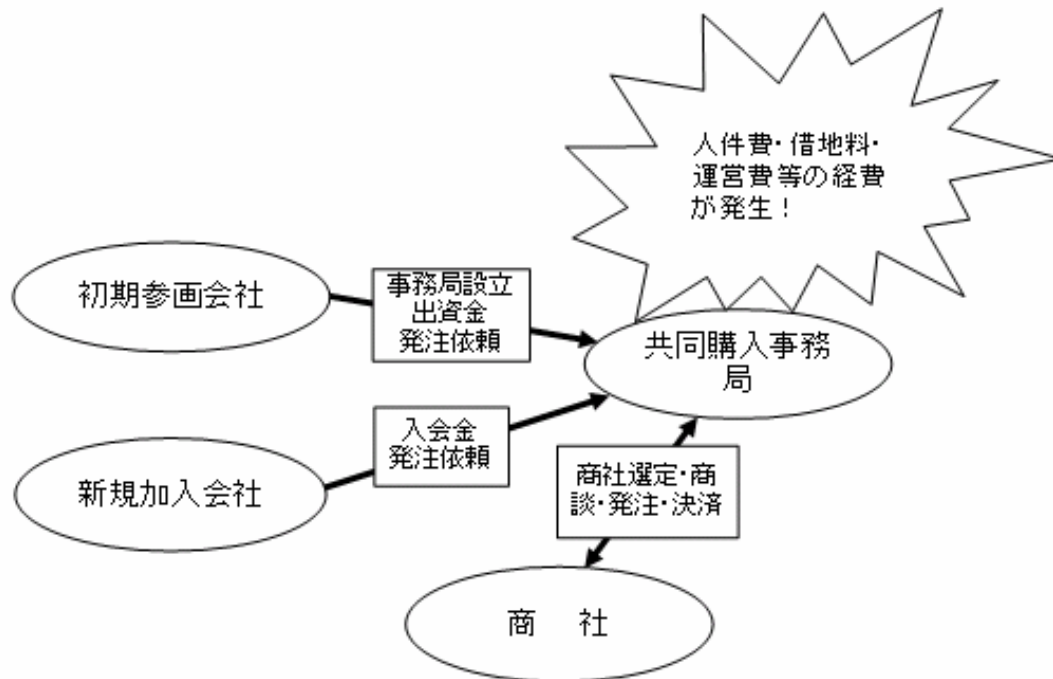 人件費・借地料・
運営費等の経費
が発生！
初期参画会社
事務局設立
出資金
発注依頼
共同購入事務
局
入会金
発注依頼
新規加入会社
商社選定・商
談・発注・決済
商　社